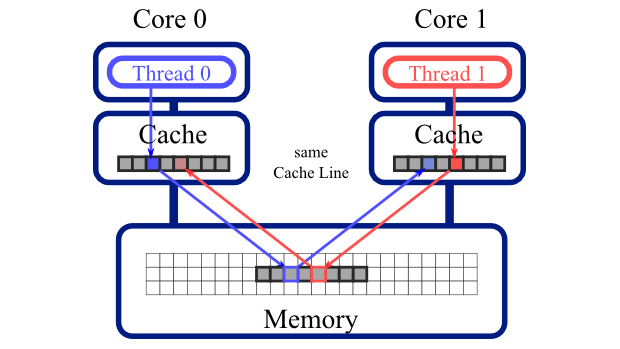 Core 0
Core 1
Thread 0
Thread 1
Cache
Cache
same
Cache Line
Memory